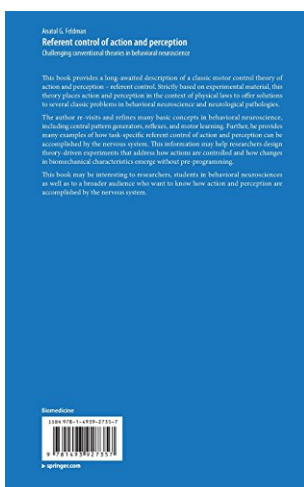 Anatol G. Feldman
Referent control of action and perception
Challenging conventional theories in behavioral neuroscience
This book provides a long-awaited description of a classic motor control theory of
action and perception – referent control. Strictly based on experimental material, this
theory places action and perception in the context of physical laws to offer solutions
to several classic problems in behavioral neuroscience and neurological pathologies.
The author re-visits and refines many basic concepts in behavioral neuroscience,
including central pattern generators, reflexes, and motor learning. Further, he provides
many examples of how task-specific referent control of action and perception can be
accomplished by the nervous system. This information may help researchers design
theory-driven experiments that address how actions are controlled and how changes
in biomechanical characteristics emerge without pre-programming.
This book may be interesting to researchers, students in behavioral neurosciences
as well as to a broader audience who want to know how action and perception are
accomplished by the nervous system.
Biomedicine
ISBN 978-1-4939-2735-7
9 781493 927357
▸ springer.com